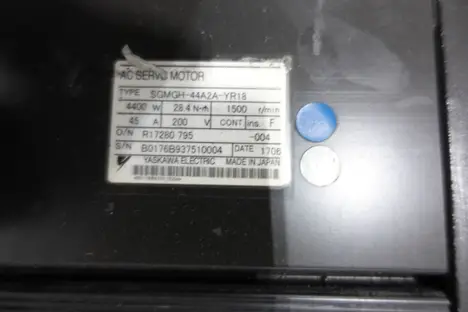 AC SERVO MOTOR
TYPE SGMGH-44A2A-YR18
4400 W 28.4 N·m 1500 r/min
45 A 200 V CONT ins. F
O/N R17280 795 -004
S/N B0176B937510004 DATE 1706
YASKAWA ELECTRIC MADE IN JAPAN